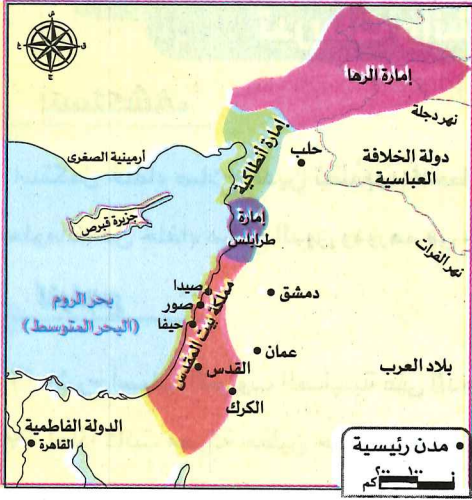 ش
ق
ج
غ
إمارة الرها
نهر دجلة
إمارة أنطاكية
حلب
دولة الخلافة
العباسية
أرمينية الصغرى
جزيرة قبرص
إمارة
طرابلس
نهر الفرات
صيدا
صور
حيفا
مملكة بيت المقدس
دمشق
بحر الروم
(البحر المتوسط)
عمان
القدس
الكرك
بلاد العرب
الدولة الفاطمية
القاهرة
مدن رئيسية
٢٠٠ ١٠٠
كم